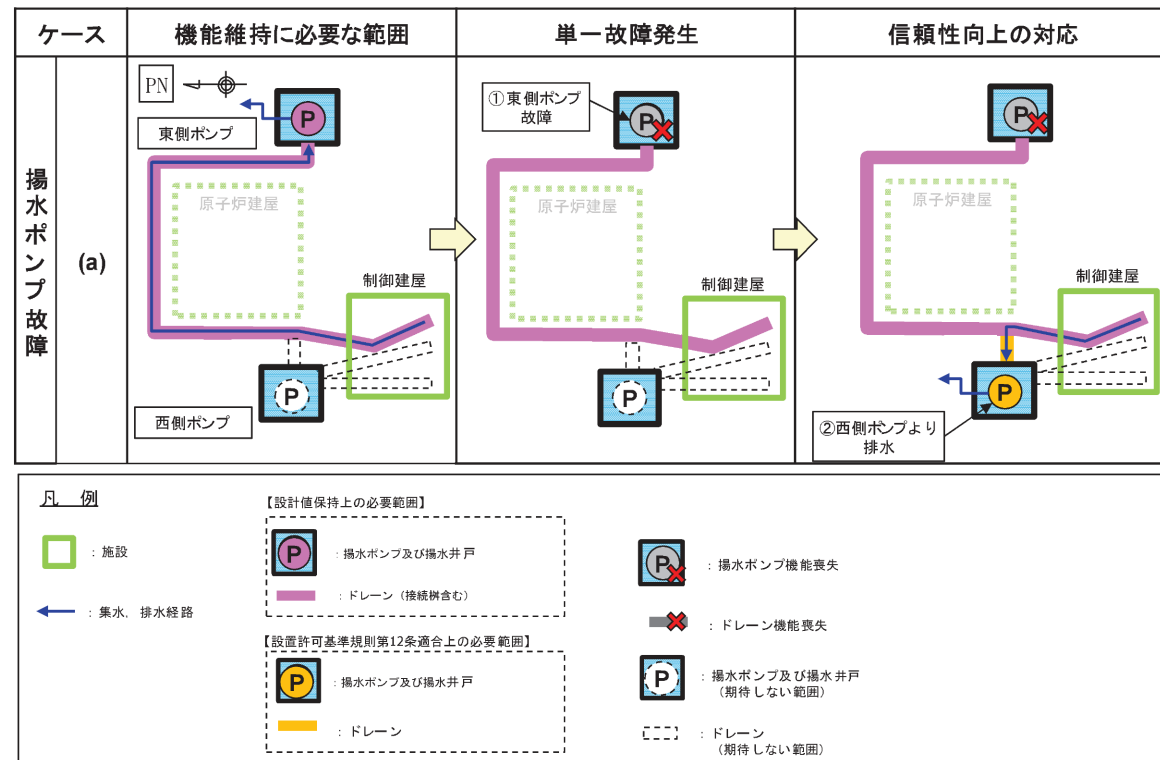 ケース
機能維持に必要な範囲
単一故障発生
信頼性向上の対応
揚水ポンプ故障
(a)
PN
P
東側ポンプ
原子炉建屋
制御建屋
P
西側ポンプ
①東側ポンプ
故障
P
原子炉建屋
制御建屋
P
P
原子炉建屋
制御建屋
P
②西側ポンプより
排水
凡 例
：施設
：集水，排水経路
【設計値保持上の必要範囲】
P
：揚水ポンプ及び揚水井戸
：ドレーン（接続桝含む）
【設置許可基準規則第12条適合上の必要範囲】
P
：揚水ポンプ及び揚水井戸
：ドレーン
P
：揚水ポンプ機能喪失
：ドレーン機能喪失
P
：揚水ポンプ及び揚水井戸
（期待しない範囲）
：ドレーン
（期待しない範囲）